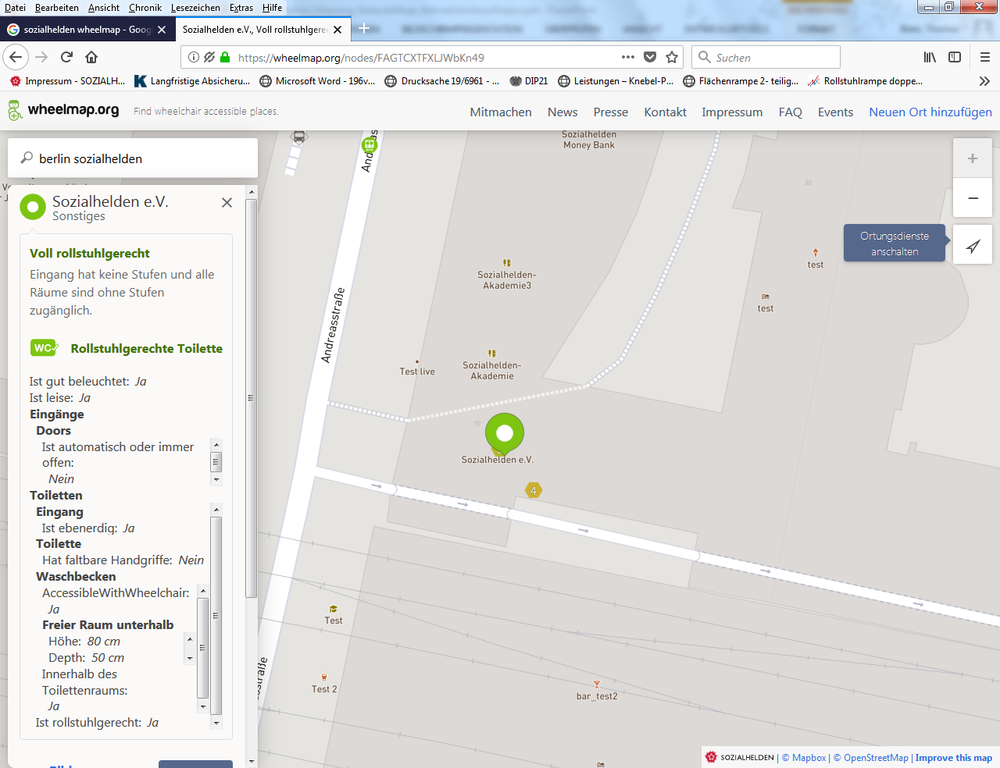 Datei Bearbeiten Ansicht Chronik Lesezeichen Extras Hilfe
sozialhelden wheelmap - Goog
Sozialhelden e.V., Voll rollstuhlgerec
https://wheelmap.org/nodes/FAGTCXTFXLJWbKn49
Suchen
Impressum - SOZIALH...
Langfristige Absicheru...
Microsoft Word - 196v...
Drucksache 19/6961 - ...
DIP21
Leistungen – Knebel-P...
Flächenrampe 2- teilig...
Rollstuhlrampe doppe...
wheelmap.org
Find wheelchair accessible places.
Mitmachen News Presse Kontakt Impressum FAQ Events Neuen Ort hinzufügen
berlin sozialhelden
Sozialhelden e.V.
Sonstiges
Voll rollstuhlgerecht
Eingang hat keine Stufen und alle
Räume sind ohne Stufen
zugänglich.
WC
Rollstuhlgerechte Toilette
Ist gut beleuchtet: Ja
Ist leise: Ja
Eingänge
Doors
Ist automatisch oder immer
offen:
Nein
Toiletten
Eingang
Ist ebenerdig: Ja
Toilette
Hat faltbare Handgriffe: Nein
Waschbecken
AccessibleWithWheelchair:
Ja
Freier Raum unterhalb
Höhe: 80 cm
Depth: 50 cm
Innerhalb des
Toilettenraums:
Ja
Ist rollstuhlgerecht: Ja
Sozialhelden
Money Bank
30
Ortungsdienste
anschalten
test
Sozialhelden-
Akademie3
test
Andreasstraße
Sozialhelden-
Akademie
Test live
10
Sozialhelden e.V.
4
Test
Test 2
bar_test2
SOZIALHELDEN | © Mapbox | © OpenStreetMap | Improve this map